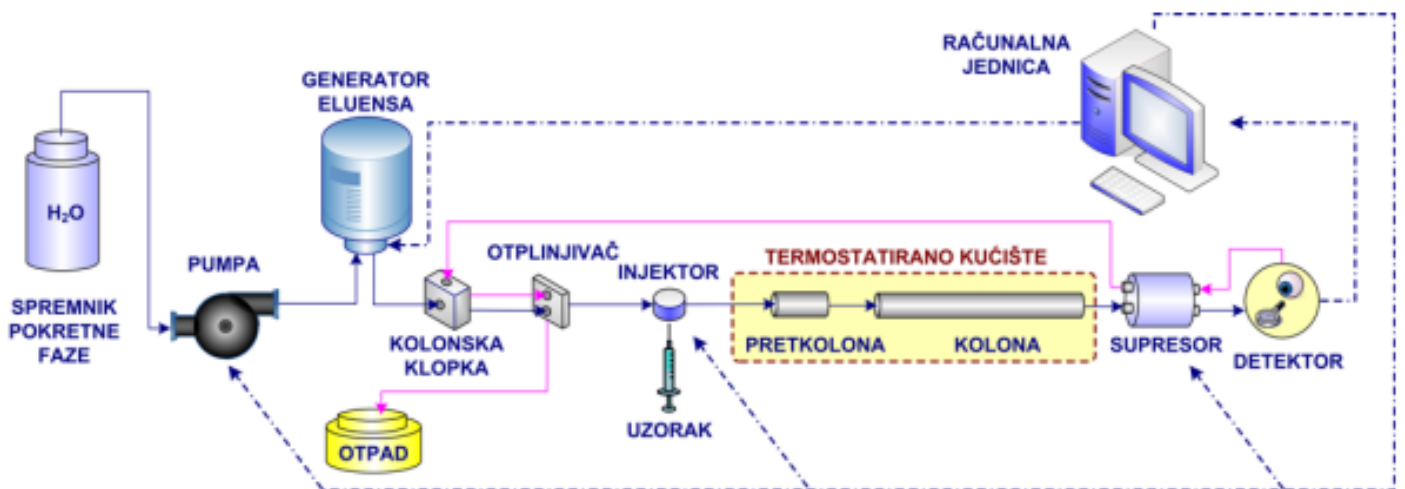 RAČUNALNA
JEDNICA
GENERATOR
ELUENSA
H₂O
SPREMNIK
POKRETNE
FAZE
PUMPA
KOLONSKA
KLOPKA
OTPLINJIVAČ
OTPAD
INJEKTOR
UZORAK
TERMOSTATIRANO KUĆIŠTE
PRETKOLONA
KOLONA
SUPRESOR
DETEKTOR